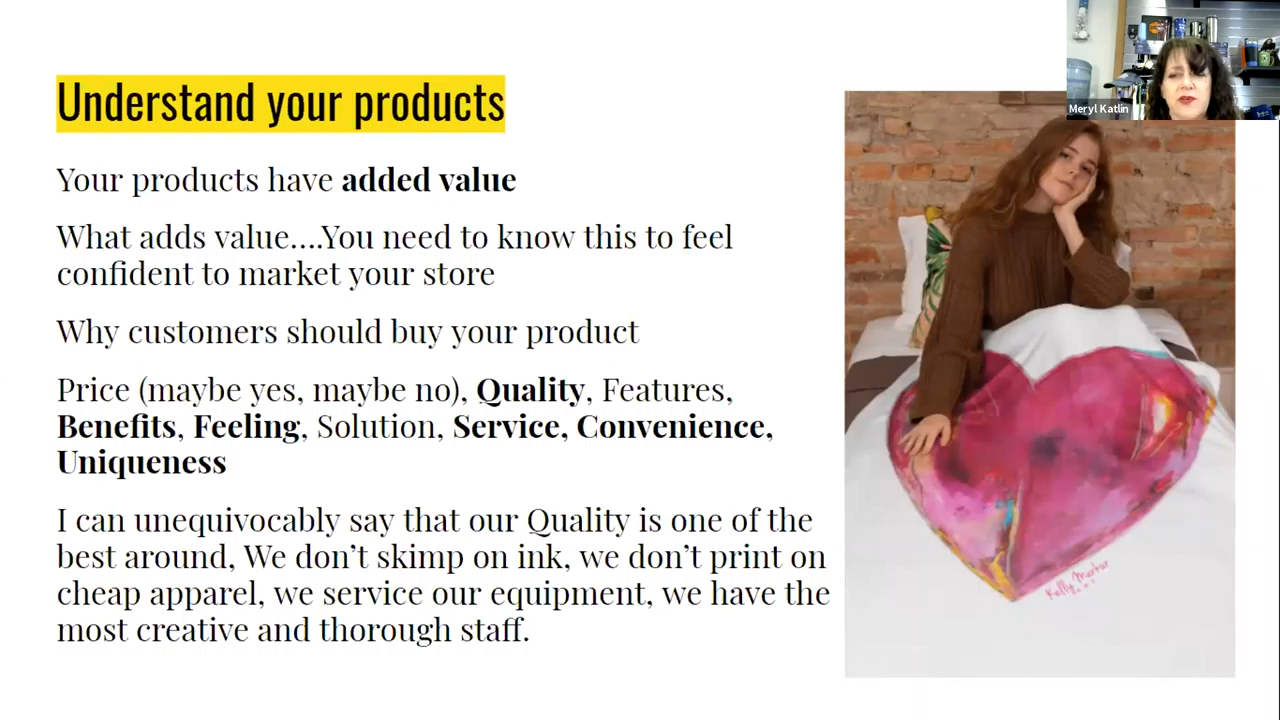 Understand your products
Your products have added value
What adds value....You need to know this to feel
confident to market your store
Why customers should buy your product
Price (maybe yes, maybe no), Quality, Features,
Benefits, Feeling, Solution, Service, Convenience,
Uniqueness
I can unequivocably say that our Quality is one of the
best around, We don’t skimp on ink, we don’t print on
cheap apparel, we service our equipment, we have the
most creative and thorough staff.
Meryl Katlin